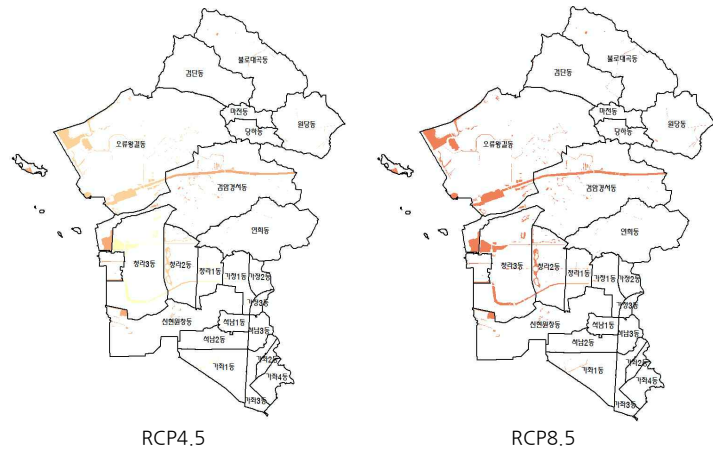 불로대곡동
검단동
마전동
원당동
당하동
오류왕길동
검암경서동
연희동
청라3동
청라2동
청라1동
가정1동
가정2동
가정3동
신현원창동
석남1동
석남3동
석남2동
가좌1동
가좌2동
가좌4동
가좌3동
RCP4.5
불로대곡동
검단동
마전동
원당동
당하동
오류왕길동
검암경서동
연희동
청라3동
청라2동
청라1동
가정1동
가정2동
가정3동
신현원창동
석남1동
석남3동
석남2동
가좌1동
가좌2동
가좌4동
가좌3동
RCP8.5